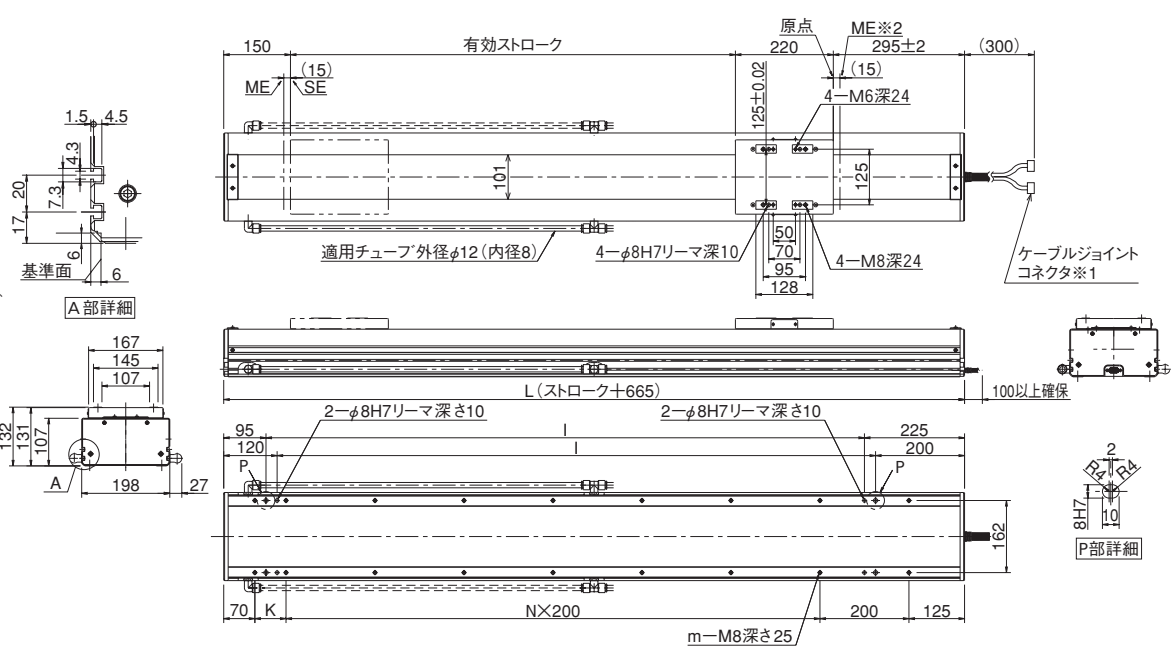 150
有効ストローク
原点
ME※2
220
295±2
(300)
(15)
ME
SE
(15)
125±0.02
4－M6深24
101
125
50
70
95
128
適用チューブ外径φ12（内径8）
4－φ8H7リーマ深10
4－M8深24
ケーブルジョイント
コネクタ※1
1.5
4.5
4.3
7.3
20
17
6
6
基準面
A部詳細
L（ストローク＋665）
100以上確保
167
145
107
132
131
107
A
198
27
2－φ8H7リーマ深さ10
2－φ8H7リーマ深さ10
95
l
225
120
l
200
P
P
162
70
K
N×200
200
125
m－M8深さ25
2
R4
R4
8H7
10
P部詳細